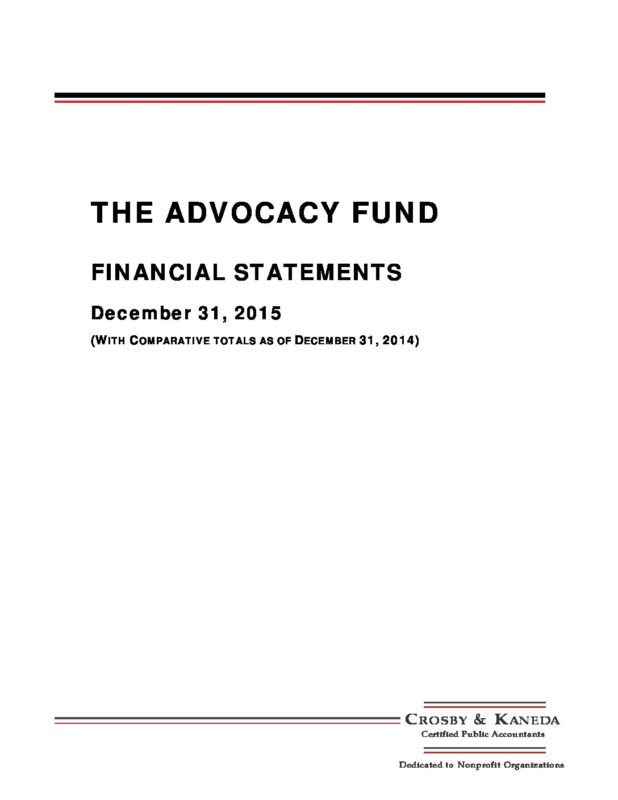 THE ADVOCACY FUND
FINANCIAL STATEMENTS
December 31, 2015
(WITH COMPARATIVE TOTALS AS OF DECEMBER 31, 2014)
CROSBY & KANEDA
Certified Public Accountants
Dedicated to Nonprofit Organizations